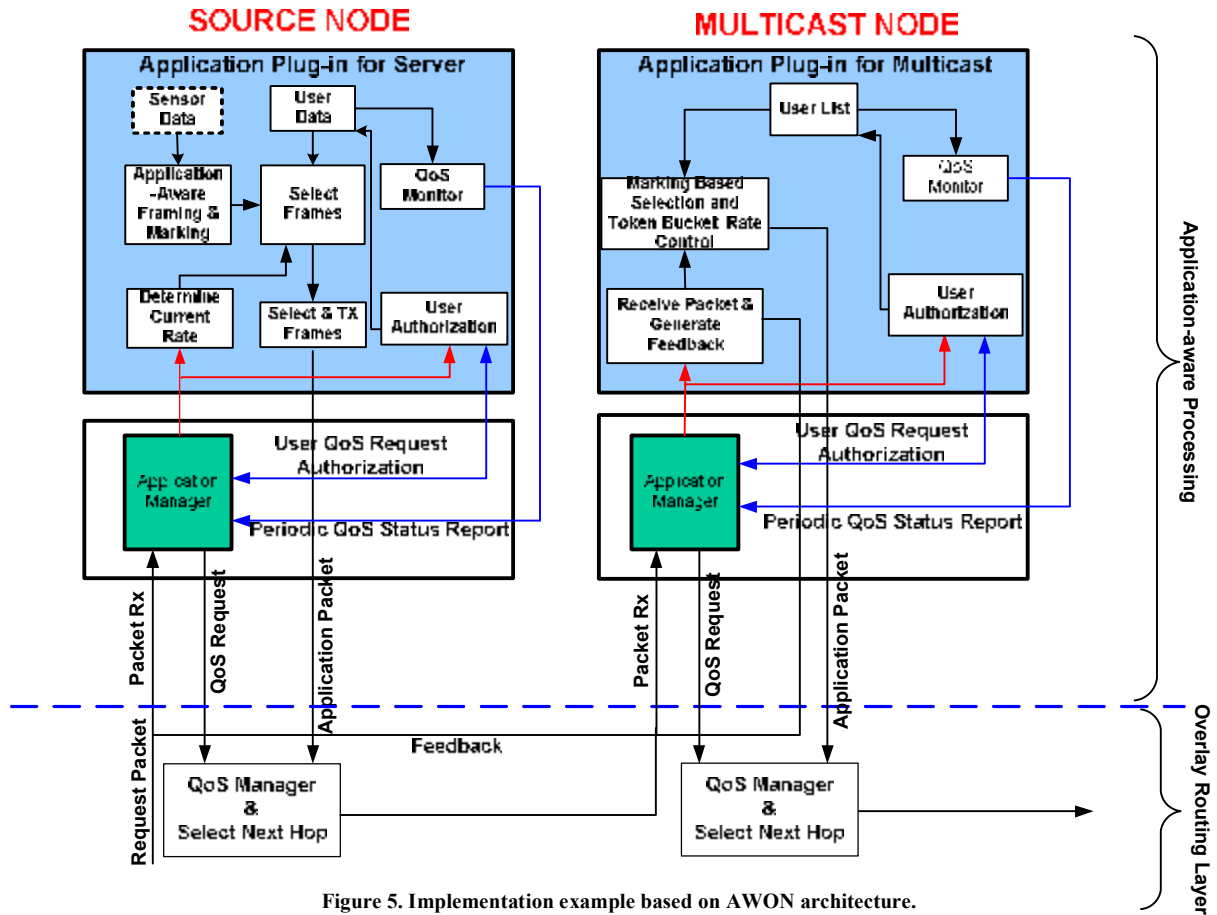 SOURCE NODE
MULTICAST NODE
Application Plug-in for Server
Sensor
Data
User
Data
Application
-Aware
Framing &
Marking
Select
Frames
QoS
Monitor
Determine
Current
Rate
Select & TX
Frames
User
Authorization
Application Plug-in for Multicast
User List
QoS
Monitor
Marking Based
Selection and
Token Bucket Rate
Control
Receive Packet &
Generate
Feedback
User
Authorization
User QoS Request
Authorization
Application
Manager
Periodic QoS Status Report
User QoS Request
Authorization
Application
Manager
Periodic QoS Status Report
Packet Rx
QoS Request
Application Packet
Packet Rx
QoS Request
Application Packet
Application-aware Processing
Request Packet
Feedback
QoS Manager
&
Select Next Hop
QoS Manager
&
Select Next Hop
Overlay Routing Layer
Figure 5. Implementation example based on AWON architecture.